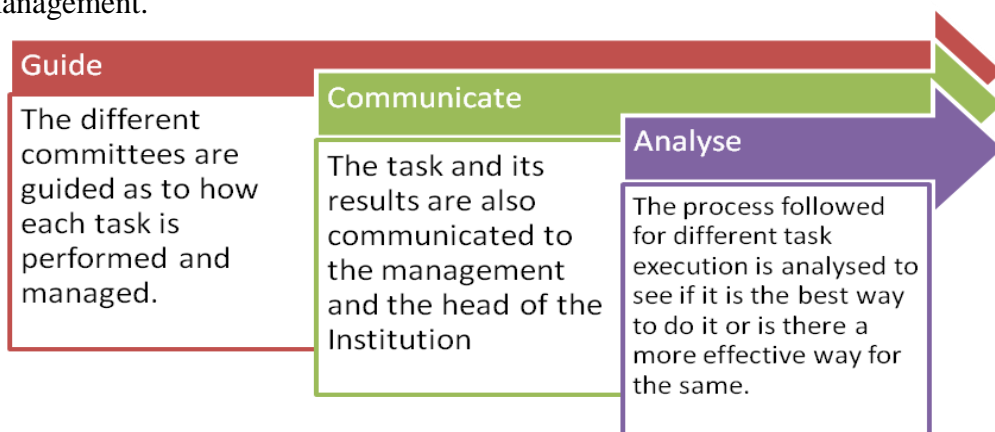 management.
Guide
The different
committees are
guided as to how
each task is
performed and
managed.
Communicate
The task and its
results are also
communicated to
the management
and the head of the
Institution
Analyse
The process followed
for different task
execution is analysed to
see if it is the best way
to do it or is there a
more effective way for
the same.